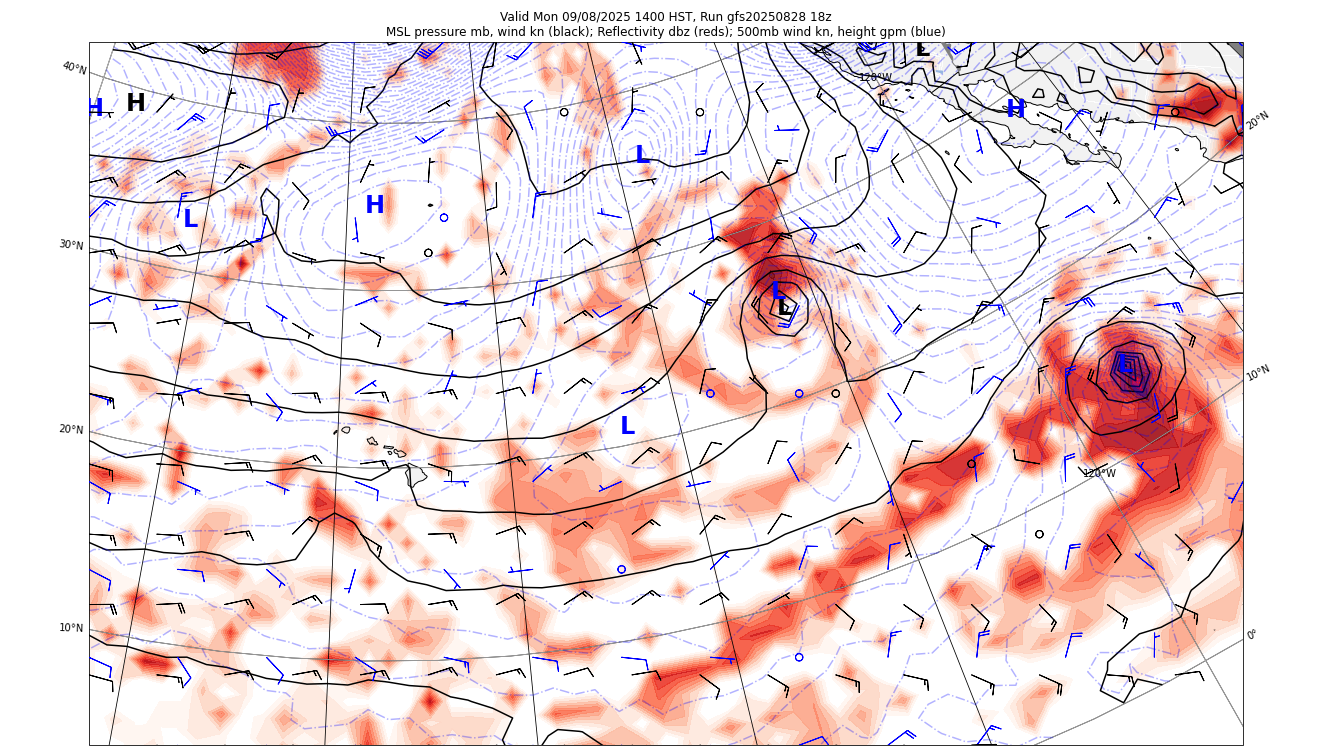 Valid Mon 09/08/2025 1400 HST, Run gfs20250828 18z
MSL pressure mb, wind kn (black); Reflectivity dbz (reds); 500mb wind kn, height gpm (blue)
L
40°N
120°W
H
H
H
20°N
L
H
L
30°N
L
L
L
10°N
L
20°N
120°W
10°N
0°